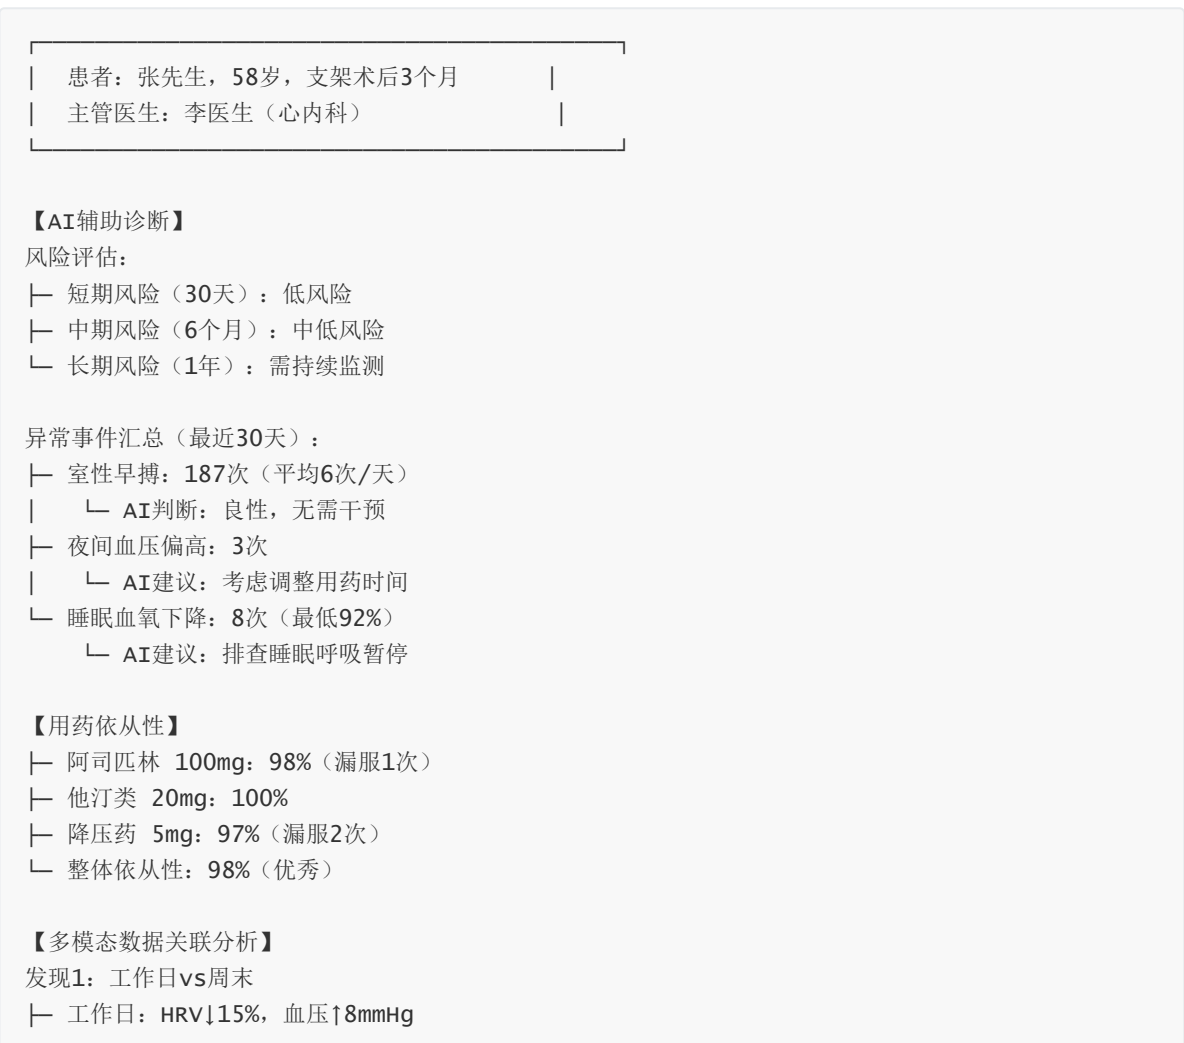 ┌─────────────────────────────────────────┐
│  患者：张先生，58岁，支架术后3个月       │
│  主管医生：李医生（心内科）              │
└─────────────────────────────────────────┘
【AI辅助诊断】
风险评估：
├─ 短期风险（30天）：低风险
├─ 中期风险（6个月）：中低风险
└─ 长期风险（1年）：需持续监测
异常事件汇总（最近30天）：
├─ 室性早搏：187次（平均6次/天）
│   └─ AI判断：良性，无需干预
├─ 夜间血压偏高：3次
│   └─ AI建议：考虑调整用药时间
└─ 睡眠血氧下降：8次（最低92%）
    └─ AI建议：排查睡眠呼吸暂停
【用药依从性】
├─ 阿司匹林 100mg：98%（漏服1次）
├─ 他汀类 20mg：100%
├─ 降压药 5mg：97%（漏服2次）
└─ 整体依从性：98%（优秀）
【多模态数据关联分析】
发现1：工作日vs周末
├─ 工作日：HRV↓15%，血压↑8mmHg